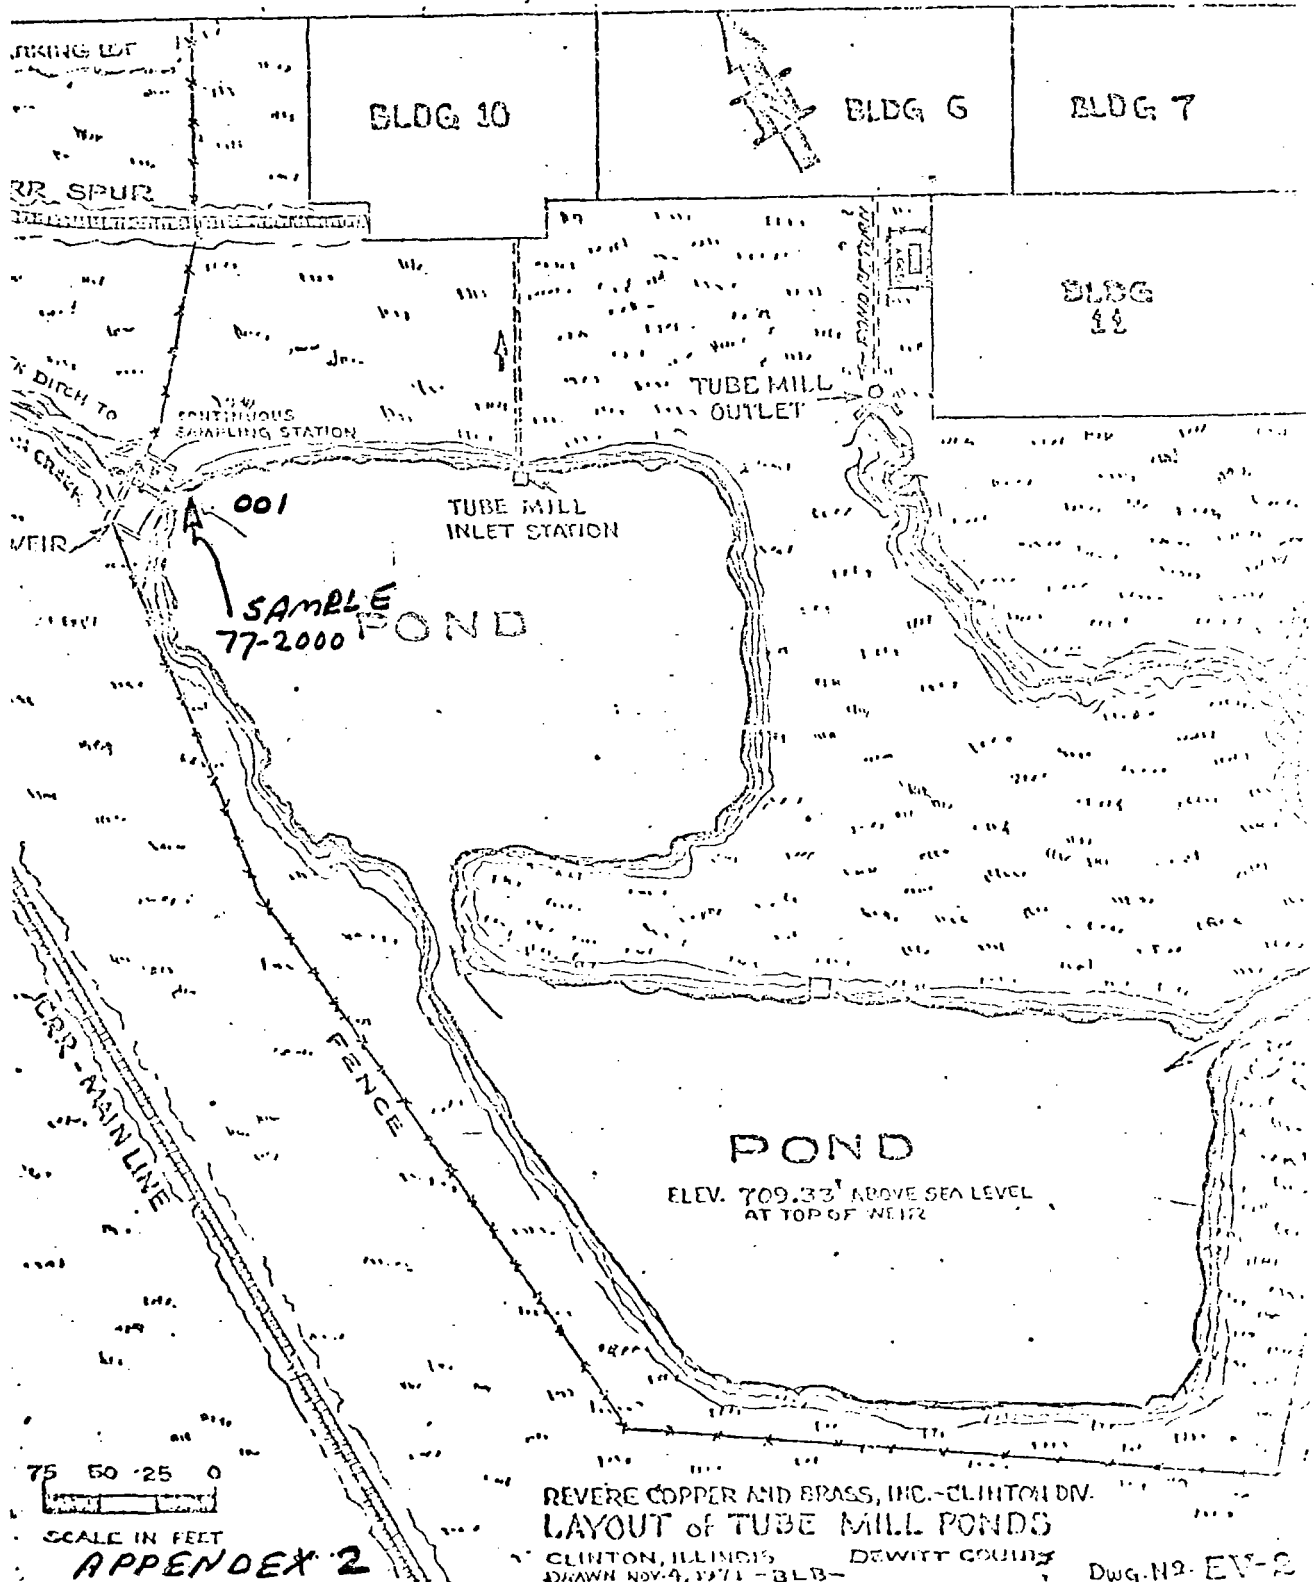 BLDG 10
BLDG 6
BLDG 7
RR SPUR
BLDG
11
DITCH TO
CONTINUOUS
SAMPLING STATION
TUBE MILL
OUTLET
001
TUBE MILL
INLET STATION
WEIR
SAMPLE
77-2000
POND
ICRR-MAIN LINE
FENCE
POND
ELEV. 709.33' ABOVE SEA LEVEL
AT TOP OF WEIR
75 50 25 0
SCALE IN FEET
APPENDEX 2
REVERE COPPER AND BRASS, INC.-CLINTON DIV.
LAYOUT of TUBE MILL PONDS
CLINTON, ILLINOIS DEWITT COUNTY
DRAWN NOV. 4, 1971 -BLB-
DWG. NO. EV-2